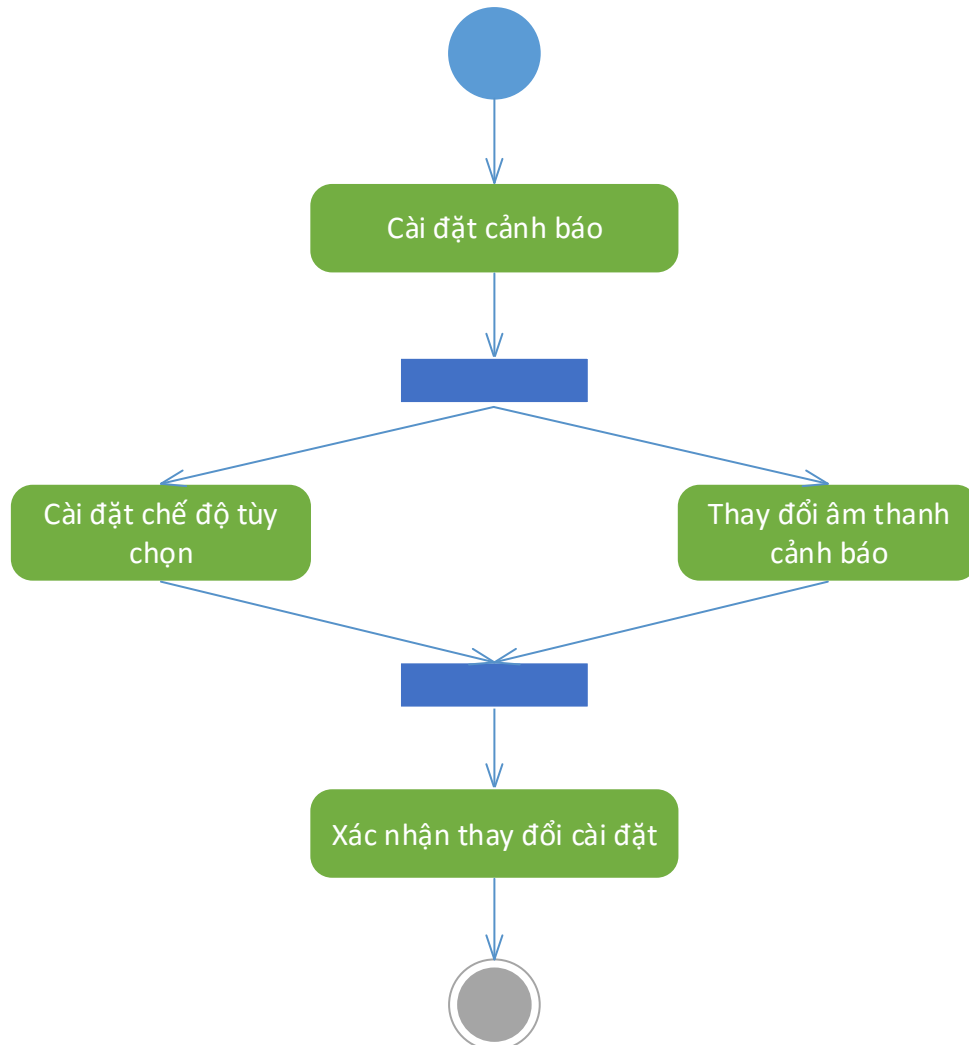 Cài đặt cảnh báo
Cài đặt chế độ tùy
chọn
Thay đổi âm thanh
cảnh báo
Xác nhận thay đổi cài đặt